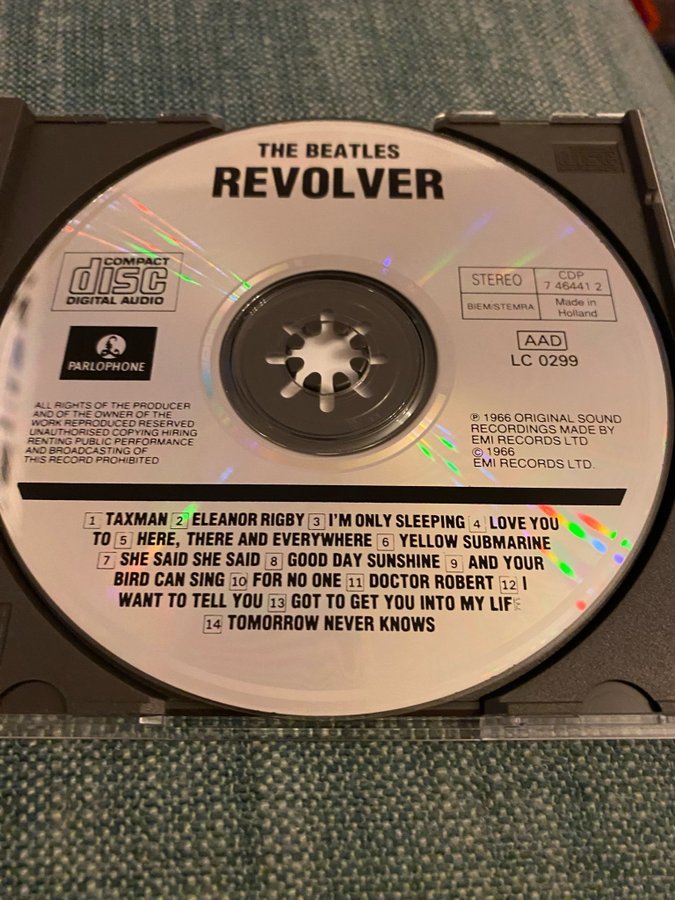 THE BEATLES
REVOLVER
COMPACT
disc
DIGITAL AUDIO
STEREO
CDP
7 46441 2
BIEM/STEMRA
Made in
Holland
PARLOPHONE
AAD
LC 0299
ALL RIGHTS OF THE PRODUCER
AND OF THE OWNER OF THE
WORK REPRODUCED RESERVED
UNAUTHORISED COPYING HIRING
RENTING PUBLIC PERFORMANCE
AND BROADCASTING OF
THIS RECORD PROHIBITED
℗ 1966 ORIGINAL SOUND
RECORDINGS MADE BY
EMI RECORDS LTD
© 1966
EMI RECORDS LTD.
1 TAXMAN 2 ELEANOR RIGBY 3 I'M ONLY SLEEPING 4 LOVE YOU
TO 5 HERE, THERE AND EVERYWHERE 6 YELLOW SUBMARINE
7 SHE SAID SHE SAID 8 GOOD DAY SUNSHINE 9 AND YOUR
BIRD CAN SING 10 FOR NO ONE 11 DOCTOR ROBERT 12 I
WANT TO TELL YOU 13 GOT TO GET YOU INTO MY LIFE
14 TOMORROW NEVER KNOWS
disc